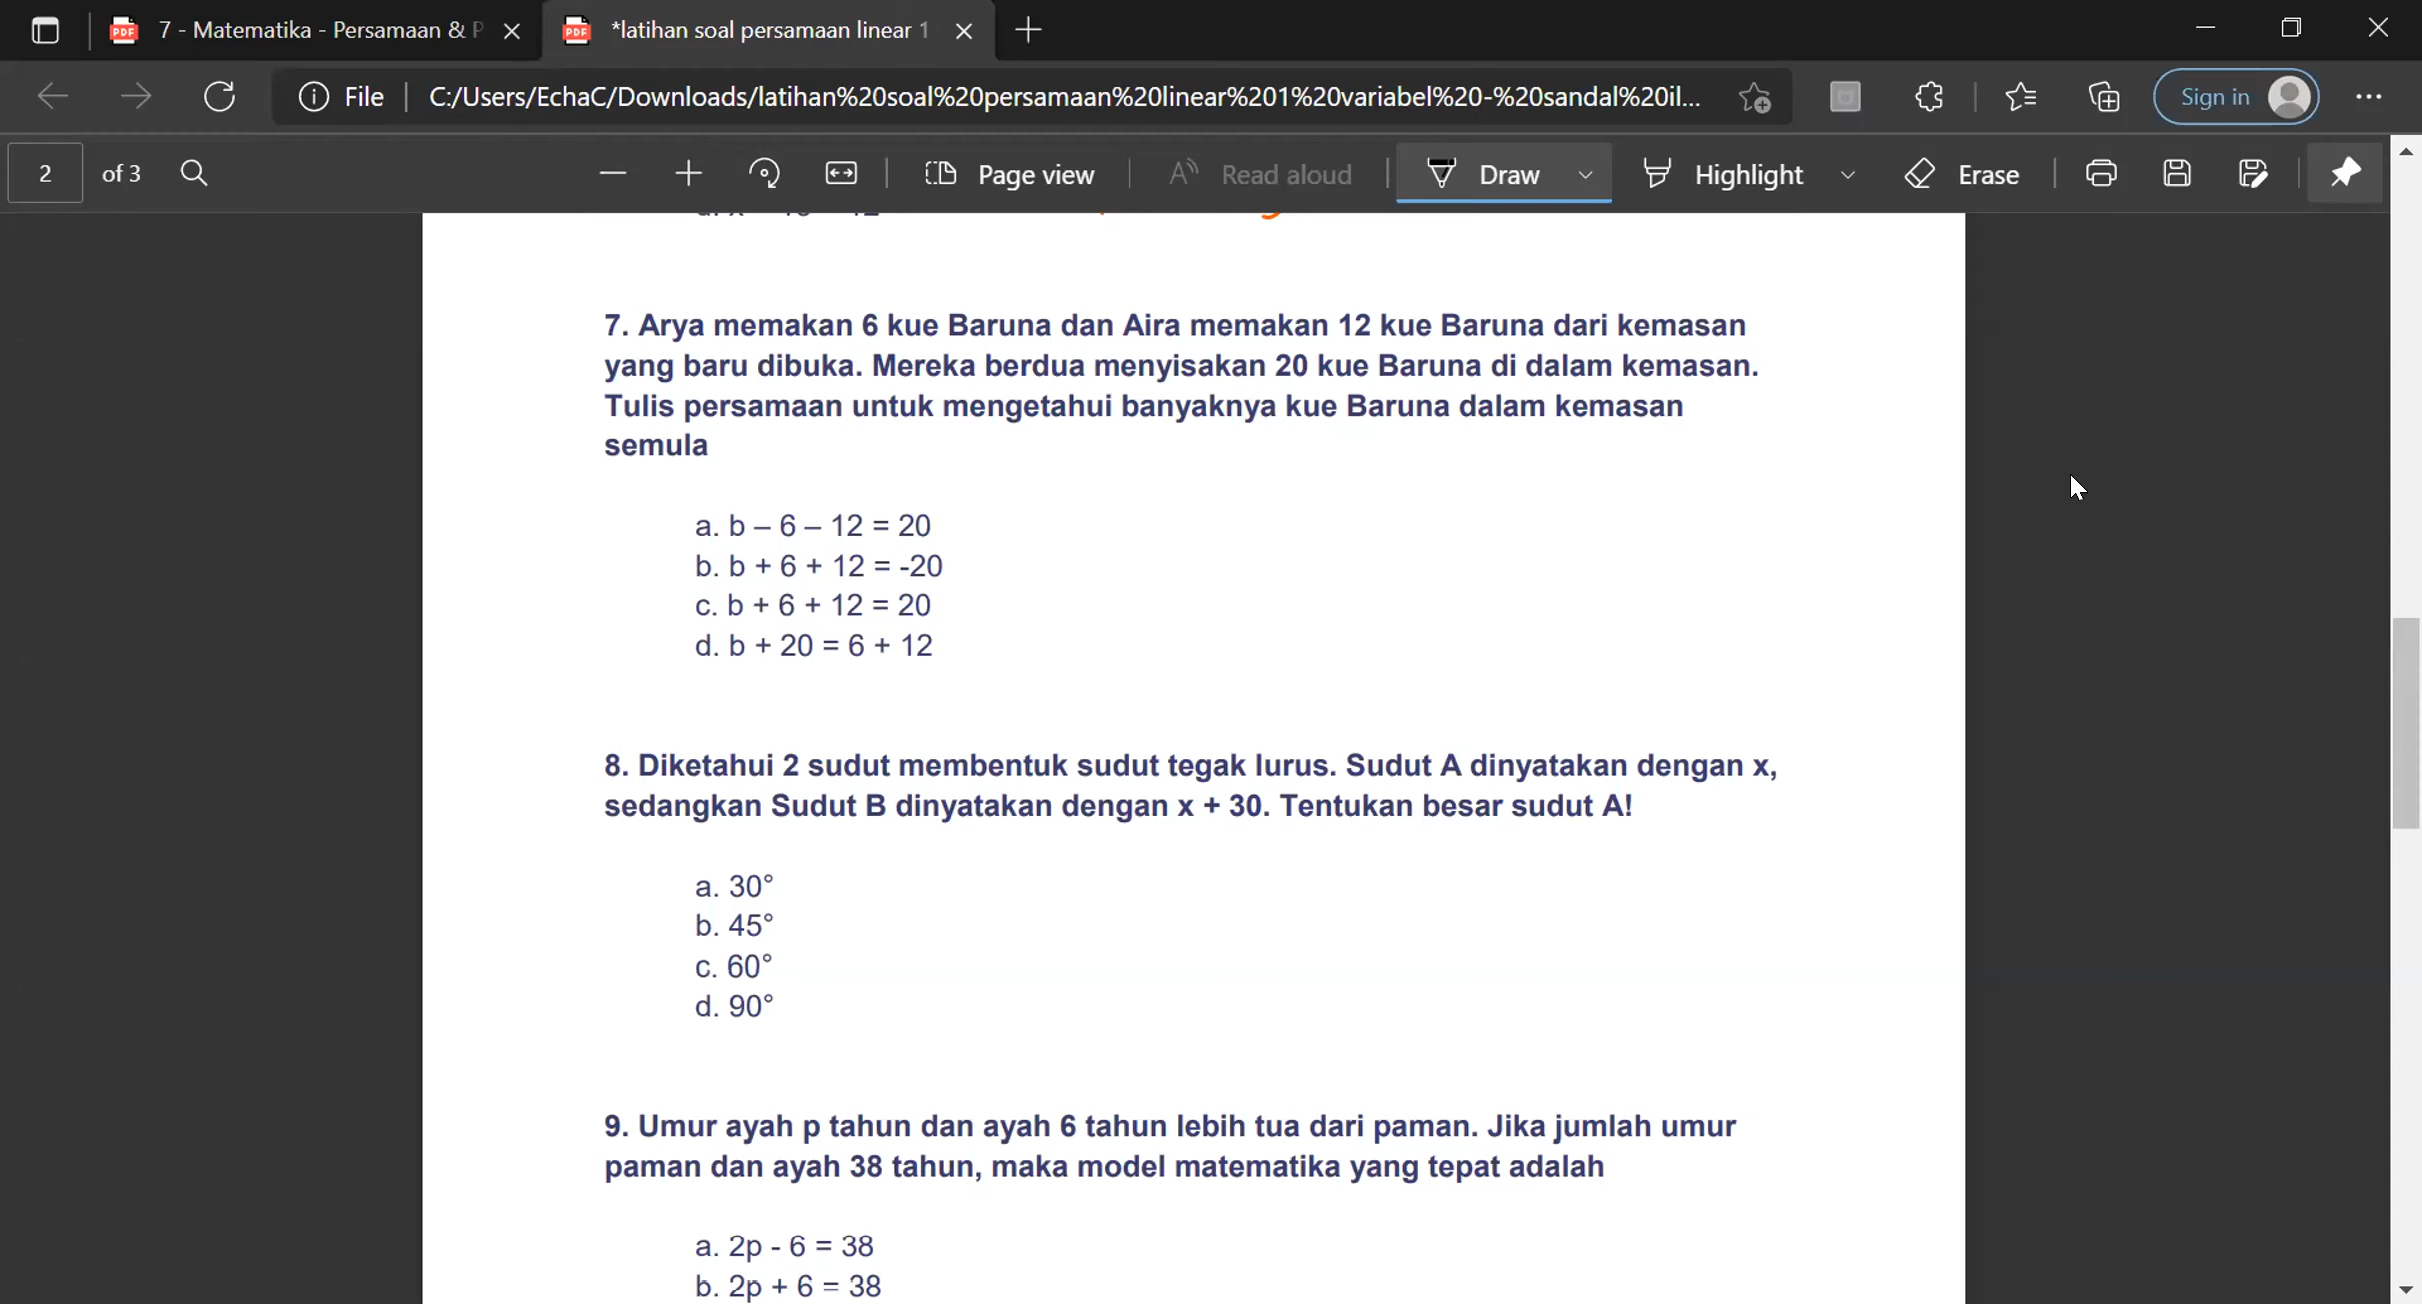 7 - Matematika - Persamaan & P
*latihan soal persamaan linear 1
File
C:/Users/EchaC/Downloads/latihan%20soal%20persamaan%20linear%201%20variabel%20-%20sandal%20il...
Sign in
2 of 3
Page view
Read aloud
Draw
Highlight
Erase
7. Arya memakan 6 kue Baruna dan Aira memakan 12 kue Baruna dari kemasan
yang baru dibuka. Mereka berdua menyisakan 20 kue Baruna di dalam kemasan.
Tulis persamaan untuk mengetahui banyaknya kue Baruna dalam kemasan
semula
a. b – 6 – 12 = 20
b. b + 6 + 12 = -20
c. b + 6 + 12 = 20
d. b + 20 = 6 + 12
8. Diketahui 2 sudut membentuk sudut tegak lurus. Sudut A dinyatakan dengan x,
sedangkan Sudut B dinyatakan dengan x + 30. Tentukan besar sudut A!
a. 30°
b. 45°
c. 60°
d. 90°
9. Umur ayah p tahun dan ayah 6 tahun lebih tua dari paman. Jika jumlah umur
paman dan ayah 38 tahun, maka model matematika yang tepat adalah
a. 2p - 6 = 38
b. 2p + 6 = 38